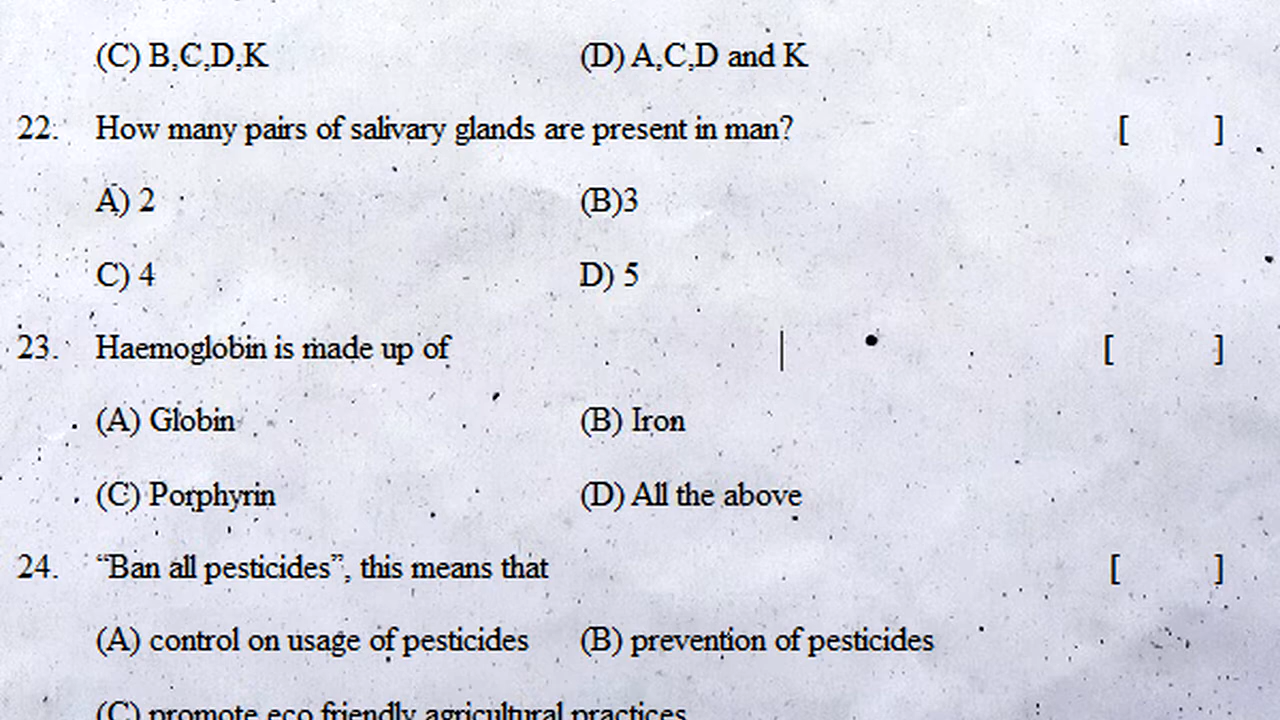 (C) B,C,D,K (D) A,C,D and K
22. How many pairs of salivary glands are present in man? [ ]
A) 2 (B)3
C) 4 D) 5
23. Haemoglobin is made up of [ ]
(A) Globin (B) Iron
(C) Porphyrin (D) All the above
24. “Ban all pesticides”, this means that [ ]
(A) control on usage of pesticides (B) prevention of pesticides
(C) promote eco friendly agricultural practices